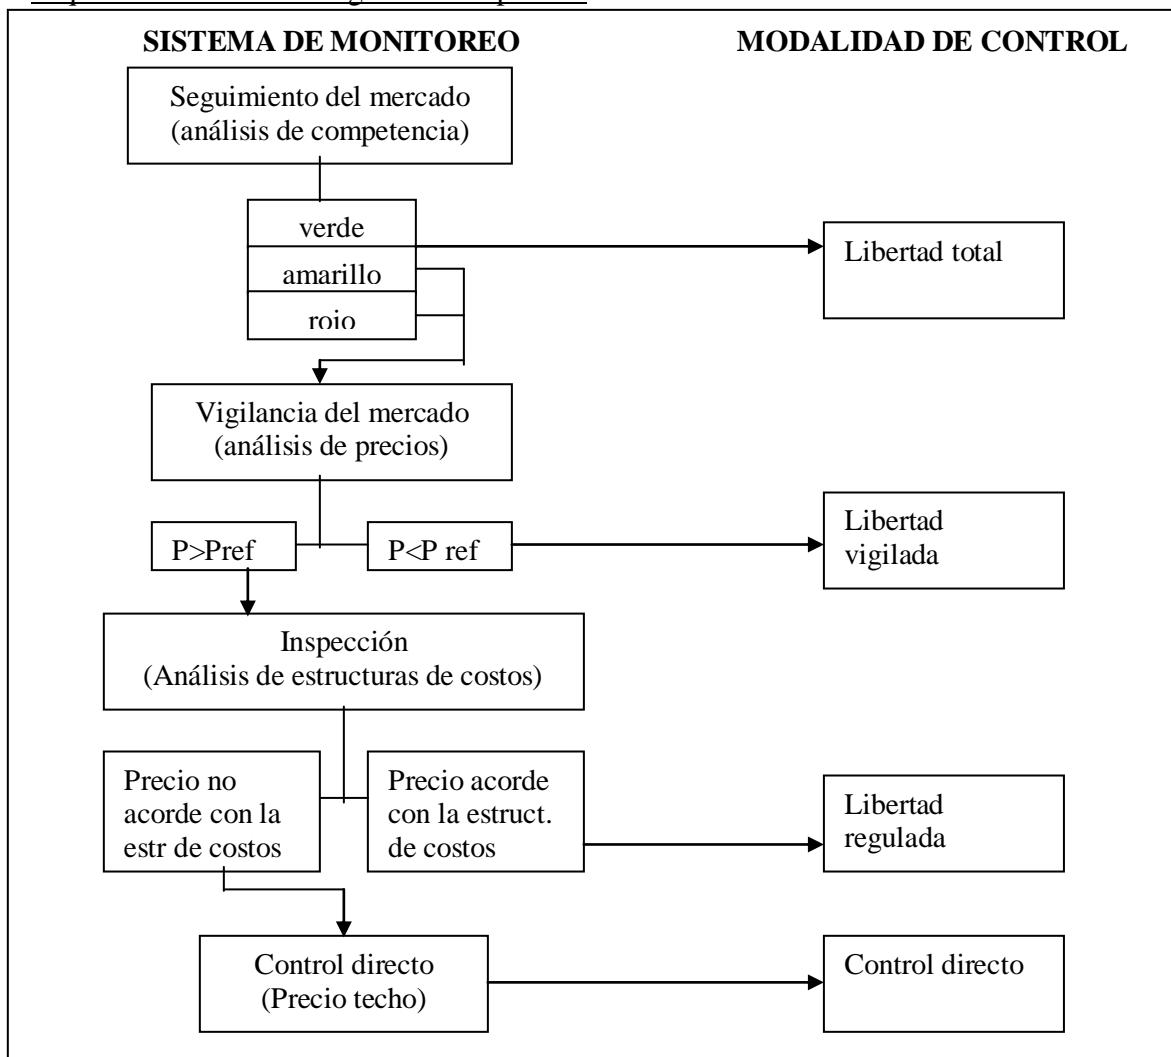 SISTEMA DE MONITOREO
MODALIDAD DE CONTROL
Seguimiento del mercado
(análisis de competencia)
verde
amarillo
rojo
Libertad total
Vigilancia del mercado
(análisis de precios)
P>Pref
P<P ref
Libertad
vigilada
Inspección
(Análisis de estructuras de costos)
Precio no
acorde con la
estr de costos
Precio acorde
con la estruct.
de costos
Libertad
regulada
Control directo
(Precio techo)
Control directo